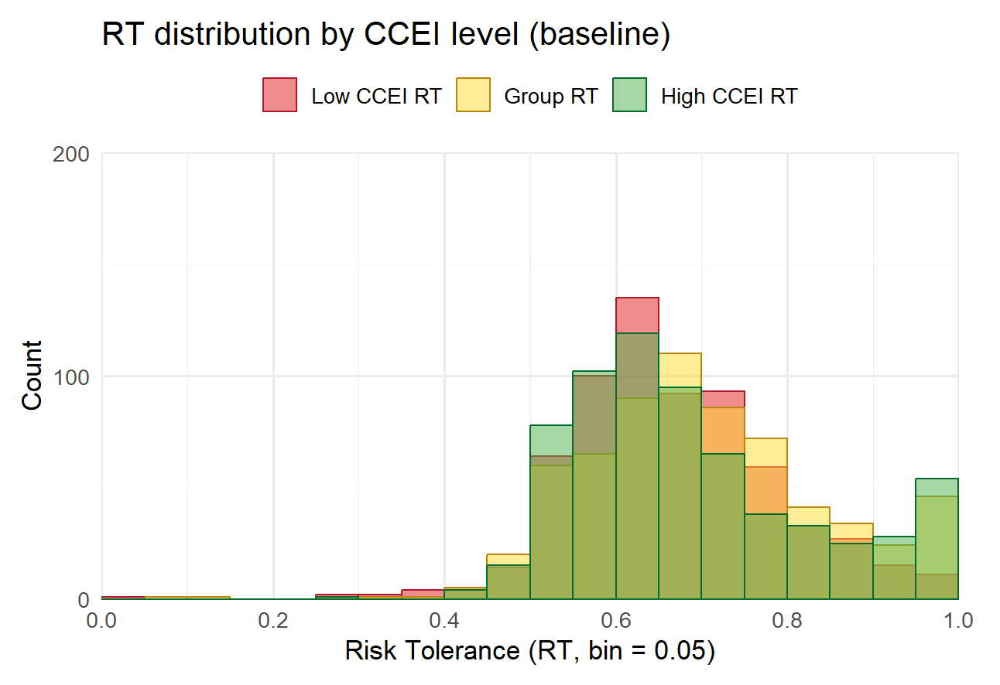 RT distribution by CCEI level (baseline)
Low CCEI RT Group RT High CCEI RT
200
100
0
Count
0.0 0.2 0.4 0.6 0.8 1.0
Risk Tolerance (RT, bin = 0.05)